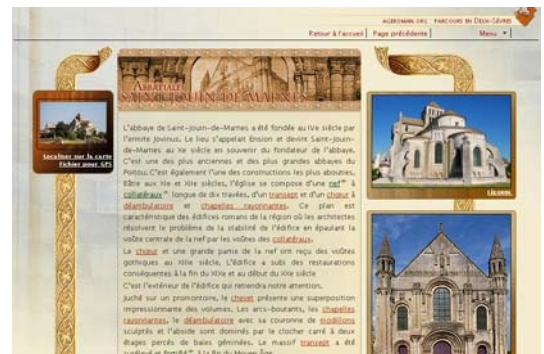 AGEROMAN.ORG : PARCOURS EN DEUX-SÈVRES
Retour à l'accueil | Page précédente | Menu
ABBATIALE
SAINT-JOUIN DE MARNES
Localiser sur la carte
Fichier pour GPS
L'abbaye de Saint-Jouin-de-Marnes a été fondée au IVe siècle par
l'ermite Jovinus. Le lieu s'appelait Ension et devint Saint-Jouin-
de-Marnes au Xe siècle en souvenir du fondateur de l'abbaye.
C'est une des plus anciennes et des plus grandes abbayes du
Poitou. C'est également l'une des constructions les plus abouties.
Bâtie aux XIe et XIIe siècles, l'église se compose d'une nef à
collatéraux longue de dix travées, d'un transept et d'un chœur à
déambulatoire et chapelles rayonnantes. Ce plan est
caractéristique des édifices romans de la région où les architectes
résolvent le problème de la stabilité de l'édifice en épaulant la
voûte centrale de la nef par les voûtes des collatéraux.
Le chœur et une grande partie de la nef ont reçu des voûtes
gothiques au XIIIe siècle. L'édifice a subi des restaurations
conséquentes à la fin du XIXe et au début du XXe siècle
C'est l'extérieur de l'édifice qui retiendra notre attention.
Juché sur un promontoire, le chevet présente une superposition
impressionnante des volumes. Les arcs-boutants, les chapelles
rayonnantes, le déambulatoire avec sa couronne de modillons
sculptés et l'abside sont dominés par le clocher carré à deux
étages percés de baies géminées. Le massif transept a été
surélevé et fortifié à la fin du Moyen Âge.